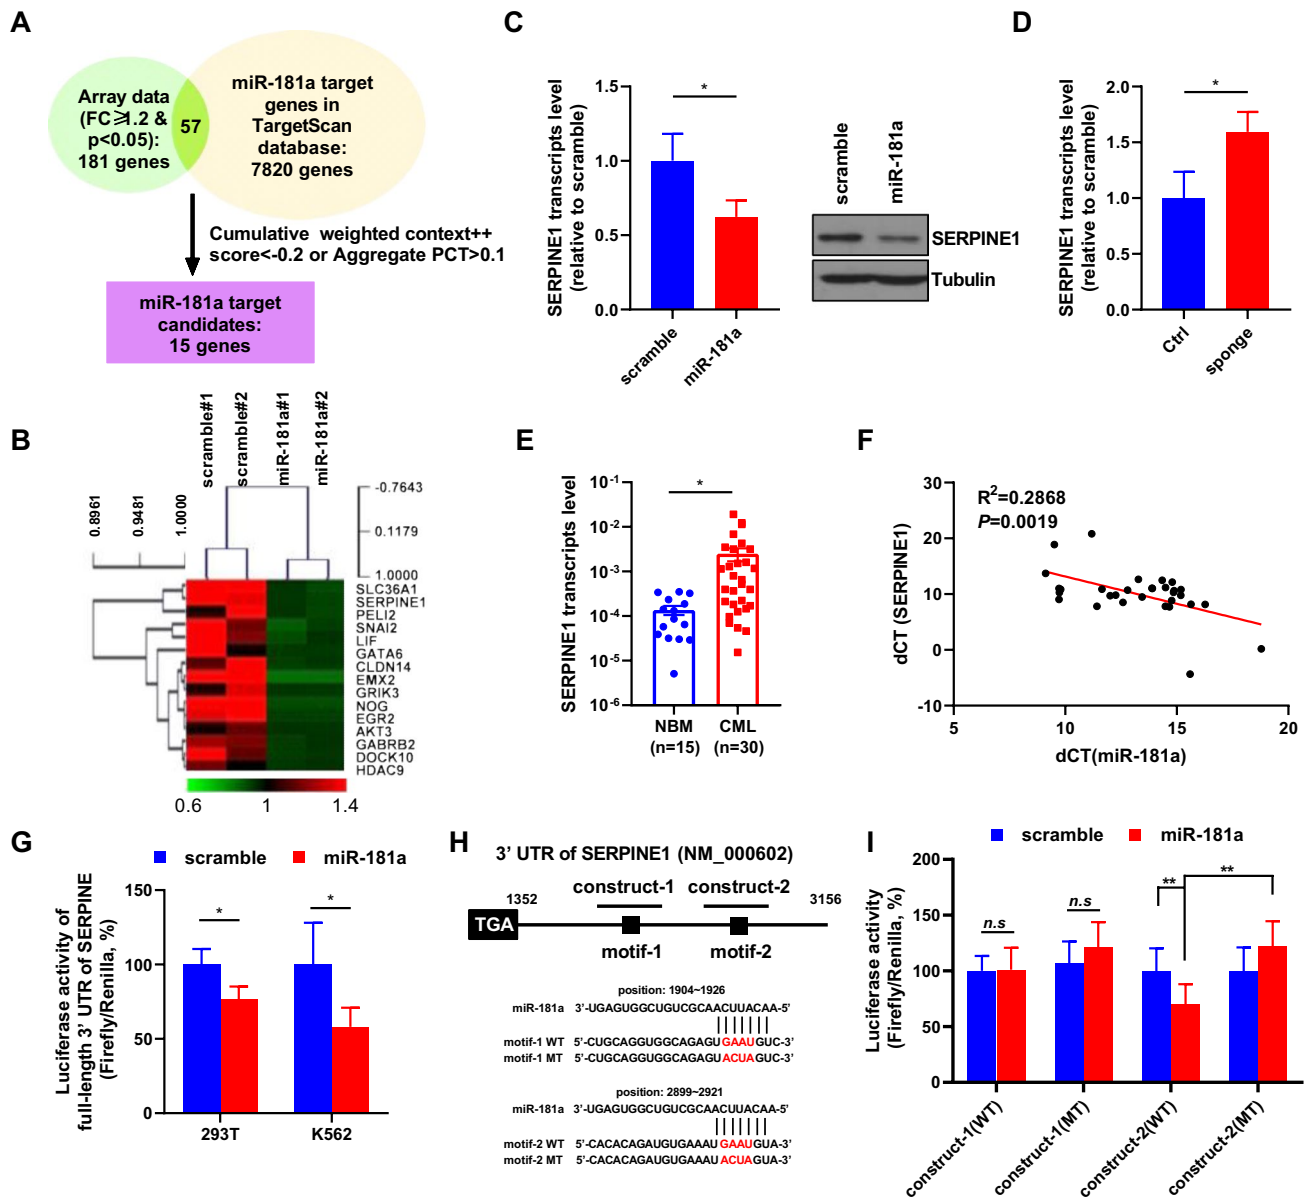 A
Array data
(FC≥1.2 &
p<0.05):
181 genes
57
miR-181a target
genes in
TargetScan
database:
7820 genes
Cumulative weighted context++
score<-0.2 or Aggregate PCT>0.1
miR-181a target
candidates:
15 genes
B
scramble#1
scramble#2
miR-181a#1
miR-181a#2
0.8961
0.9481
1.0000
-0.7643
0.1179
1.0000
SLC36A1
SERPINE1
PELI2
SNAI2
LIF
GATA6
CLDN14
EMX2
GRIK3
NOG
EGR2
AKT3
GABRB2
DOCK10
HDAC9
0.6
1
1.4
C
SERPINE1 transcripts level
(relative to scramble)
1.5
1.0
0.5
0.0
*
scramble
miR-181a
scramble
miR-181a
SERPINE1
Tubulin
D
SERPINE1 transcripts level
(relative to scramble)
2.0
1.5
1.0
0.5
0.0
*
Ctrl
sponge
E
SERPINE1 transcripts level
10-1
10-2
10-3
10-4
10-5
10-6
*
NBM
(n=15)
CML
(n=30)
F
dCT (SERPINE1)
30
20
10
0
-10
R2=0.2868
P=0.0019
5
10
15
20
dCT(miR-181a)
G
scramble
miR-181a
Luciferase activity of
full-length 3’ UTR of SERPINE
(Firefly/Renilla, %)
150
100
50
0
*
*
293T
K562
H
3’ UTR of SERPINE1 (NM_000602)
construct-1
construct-2
1352
3156
TGA
motif-1
motif-2
position: 1904~1926
miR-181a 3’-UGAGUGGCUGUCGCAACUUACAA-5’
motif-1 WT 5’-CUGCAGGUGGCAGAGUGAAUGUC-3’
motif-1 MT 5’-CUGCAGGUGGCAGAGUACUAGUC-3’
position: 2899~2921
miR-181a 3’-UGAGUGGCUGUCGCAACUUACAA-5’
motif-2 WT 5’-CACACAGAUGUGAAAUGAAUGUA-3’
motif-2 MT 5’-CACACAGAUGUGAAAUACUAGUA-3’
I
scramble
miR-181a
Luciferase activity
(Firefly/Renilla, %)
200
150
100
50
0
n.s
n.s
**
**
construct-1(WT)
construct-1(MT)
construct-2(WT)
construct-2(MT)